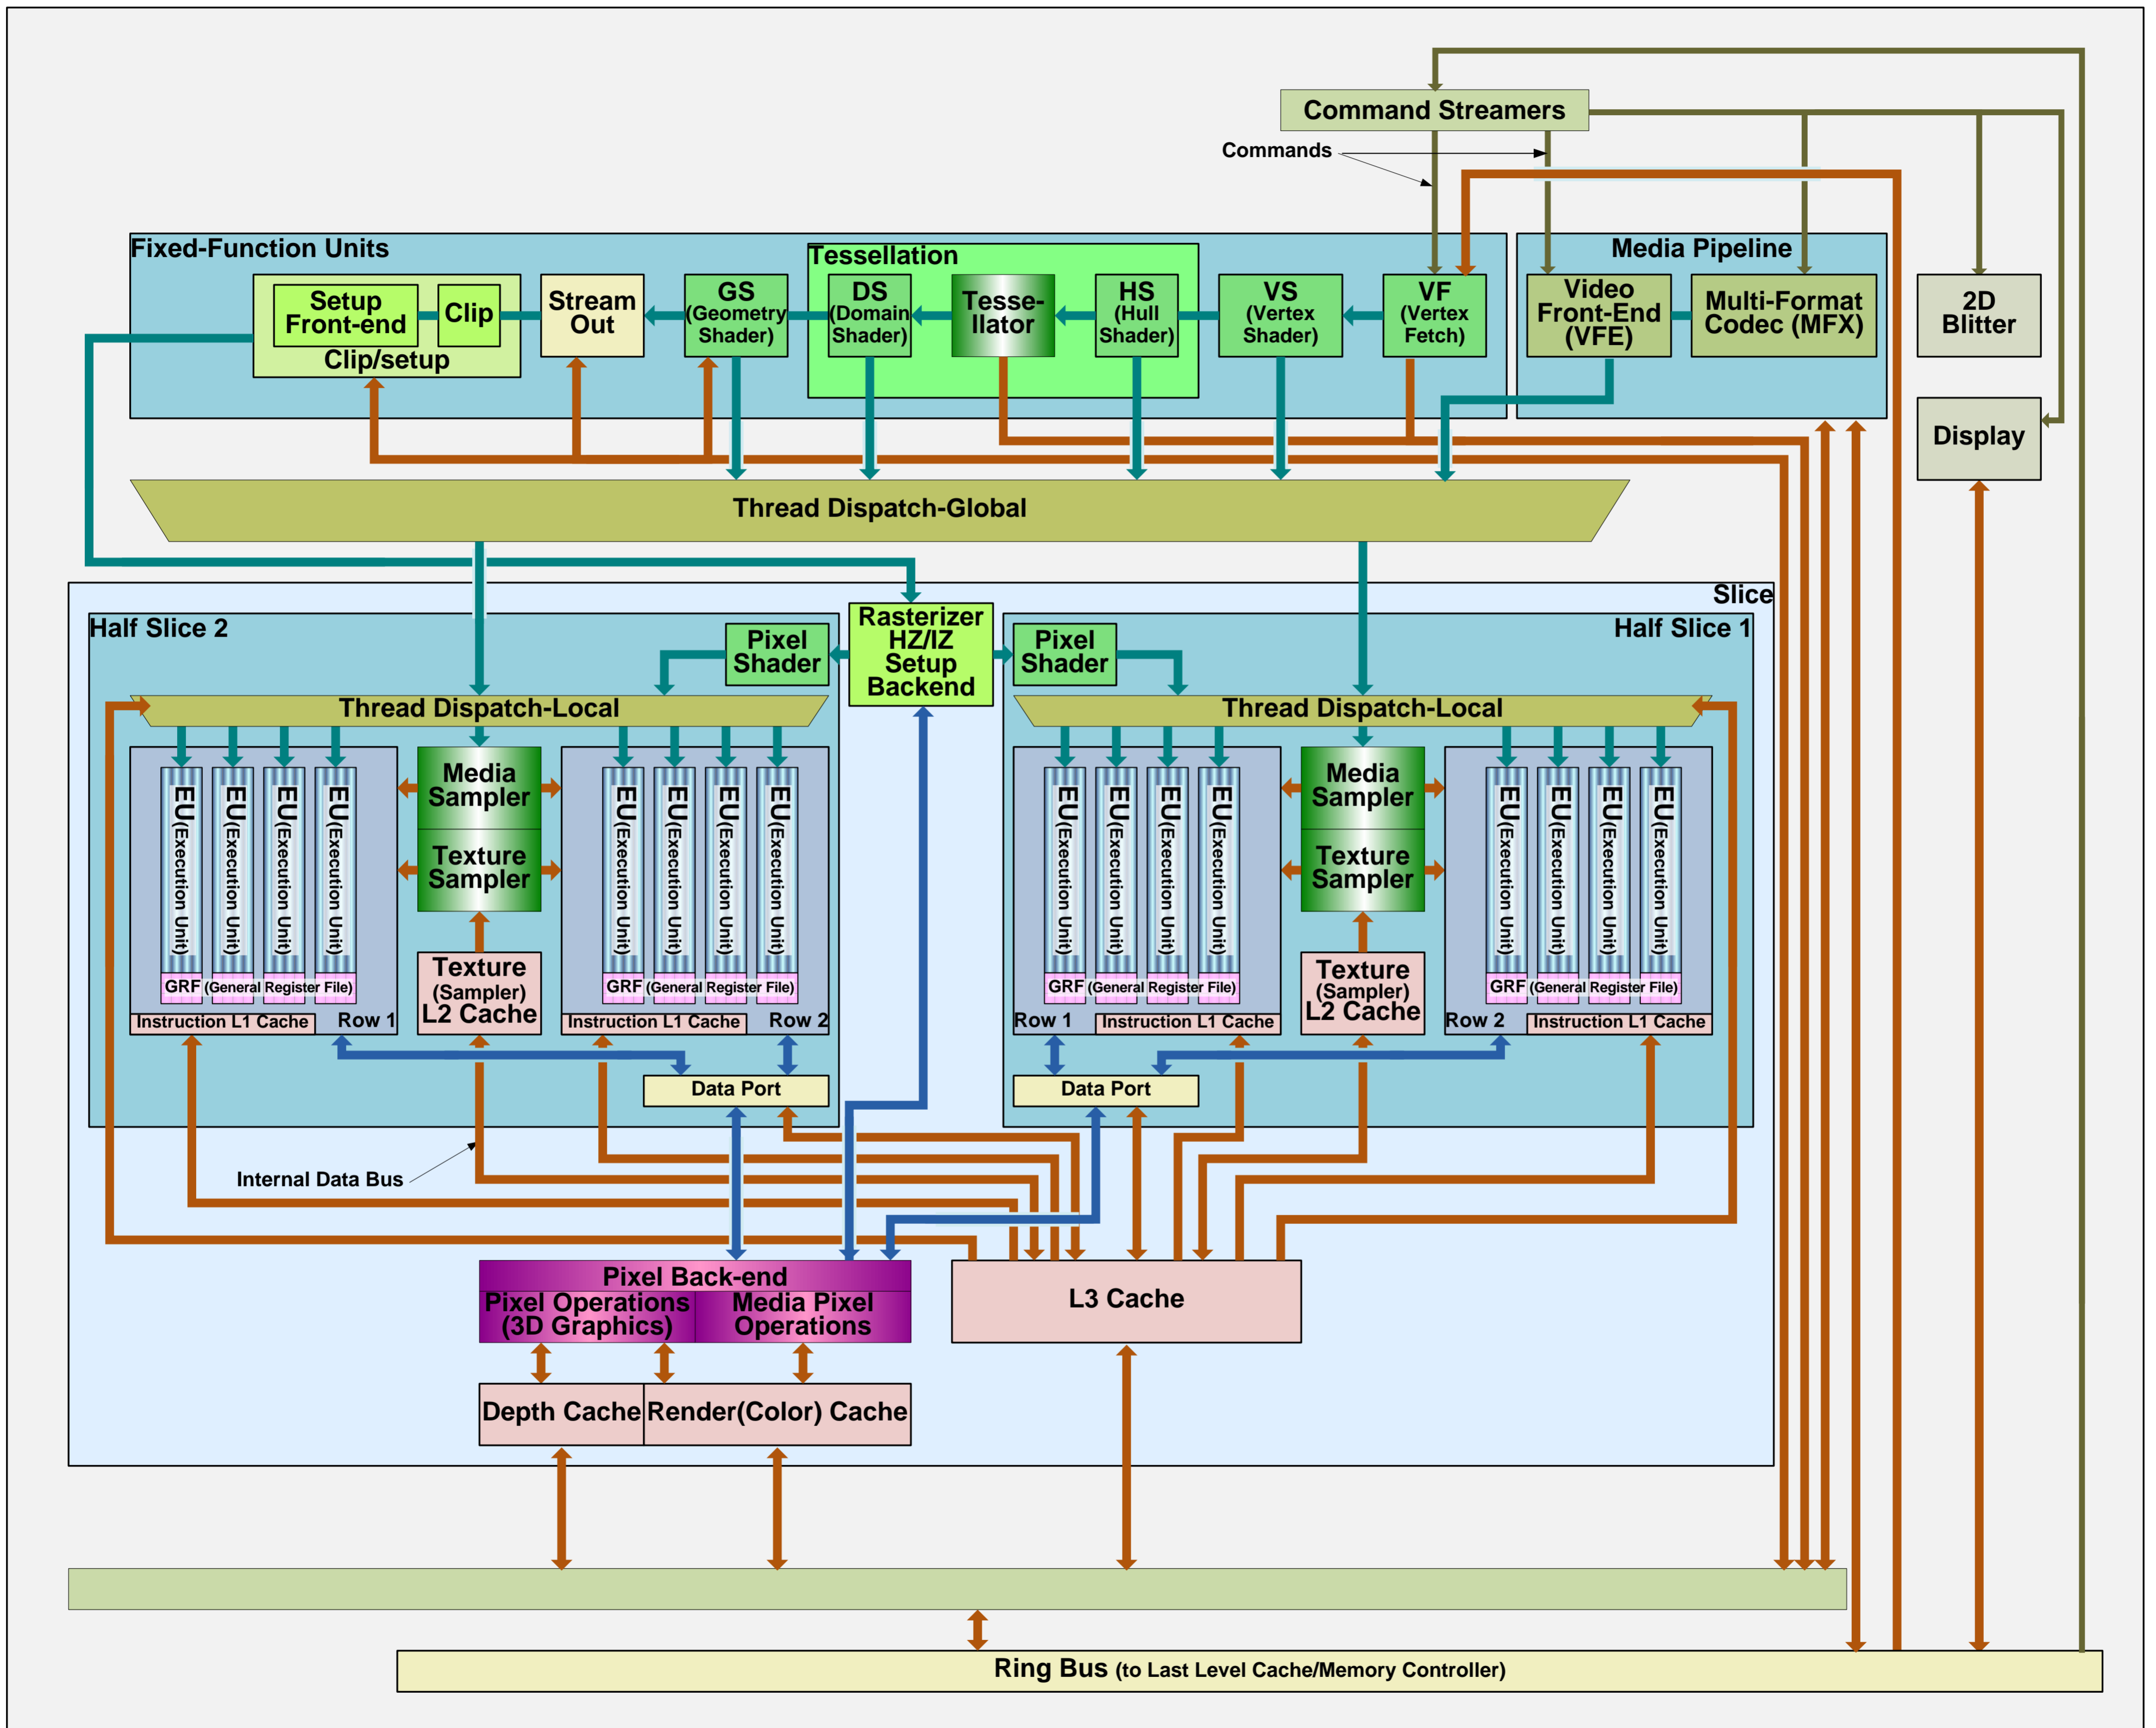 Command Streamers
Commands
Fixed-Function Units
Tessellation
Media Pipeline
Setup
Front-end
Clip
Clip/setup
Stream
Out
GS
(Geometry
Shader)
DS
(Domain
Shader)
Tesse-
llator
HS
(Hull
Shader)
VS
(Vertex
Shader)
VF
(Vertex
Fetch)
Video
Front-End
(VFE)
Multi-Format
Codec (MFX)
2D
Blitter
Display
Thread Dispatch-Global
Slice
Half Slice 2
Pixel
Shader
Rasterizer
HZ/IZ
Setup
Backend
Pixel
Shader
Half Slice 1
Thread Dispatch-Local
Thread Dispatch-Local
EU(Execution Unit)
EU(Execution Unit)
EU(Execution Unit)
EU(Execution Unit)
GRF (General Register File)
Instruction L1 Cache
Row 1
Media
Sampler
Texture
Sampler
Texture
(Sampler)
L2 Cache
EU(Execution Unit)
EU(Execution Unit)
EU(Execution Unit)
EU(Execution Unit)
GRF (General Register File)
Instruction L1 Cache
Row 2
EU(Execution Unit)
EU(Execution Unit)
EU(Execution Unit)
EU(Execution Unit)
GRF (General Register File)
Row 1
Instruction L1 Cache
Media
Sampler
Texture
Sampler
Texture
(Sampler)
L2 Cache
EU(Execution Unit)
EU(Execution Unit)
EU(Execution Unit)
EU(Execution Unit)
GRF (General Register File)
Row 2
Instruction L1 Cache
Data Port
Data Port
Internal Data Bus
Pixel Back-end
Pixel Operations
(3D Graphics)
Media Pixel
Operations
L3 Cache
Depth Cache
Render(Color) Cache
Ring Bus (to Last Level Cache/Memory Controller)